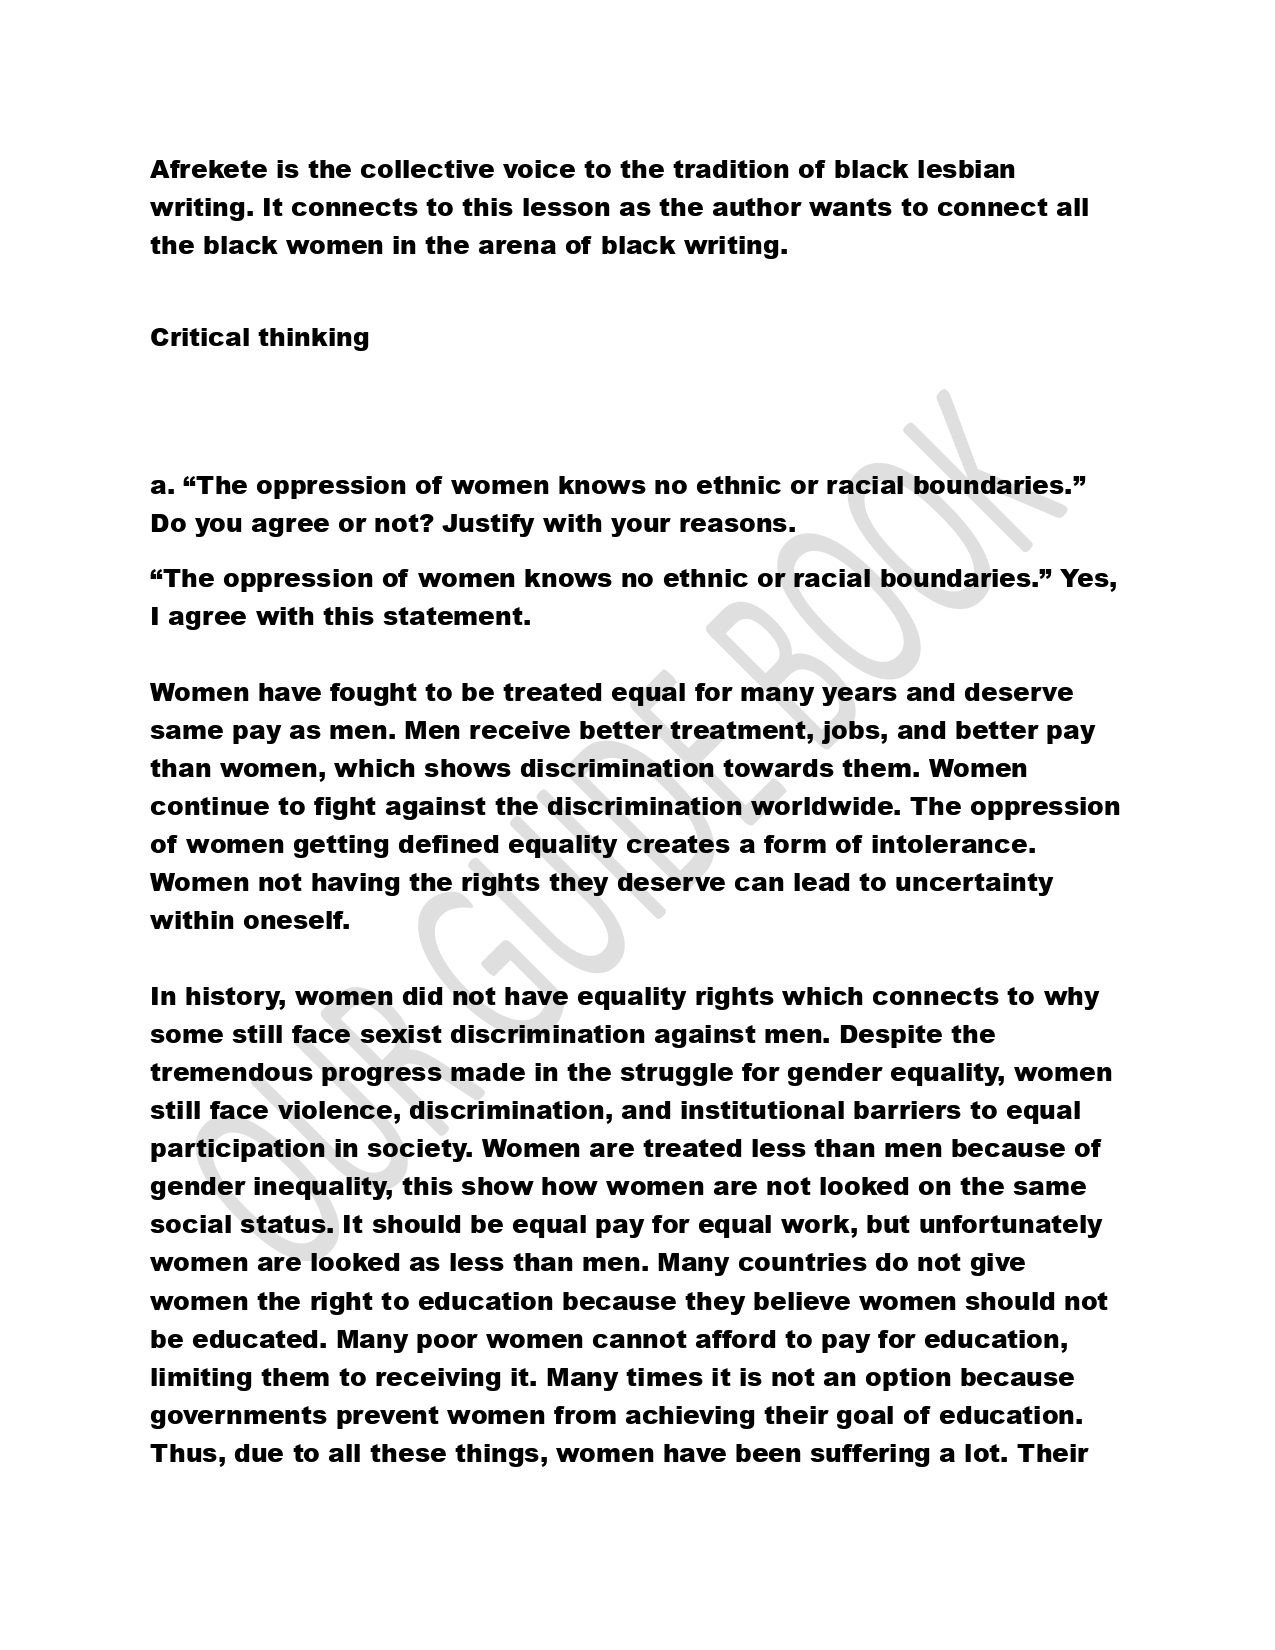 Afrekete is the collective voice to the tradition of black lesbian
writing. It connects to this lesson as the author wants to connect all
the black women in the arena of black writing.
Critical thinking
a. “The oppression of women knows no ethnic or racial boundaries.”
Do you agree or not? Justify with your reasons.
“The oppression of women knows no ethnic or racial boundaries.” Yes,
I agree with this statement.
Women have fought to be treated equal for many years and deserve
same pay as men. Men receive better treatment, jobs, and better pay
than women, which shows discrimination towards them. Women
continue to fight against the discrimination worldwide. The oppression
of women getting defined equality creates a form of intolerance.
Women not having the rights they deserve can lead to uncertainty
within oneself.
In history, women did not have equality rights which connects to why
some still face sexist discrimination against men. Despite the
tremendous progress made in the struggle for gender equality, women
still face violence, discrimination, and institutional barriers to equal
participation in society. Women are treated less than men because of
gender inequality, this show how women are not looked on the same
social status. It should be equal pay for equal work, but unfortunately
women are looked as less than men. Many countries do not give
women the right to education because they believe women should not
be educated. Many poor women cannot afford to pay for education,
limiting them to receiving it. Many times it is not an option because
governments prevent women from achieving their goal of education.
Thus, due to all these things, women have been suffering a lot. Their
OUR GUIDE BOOK